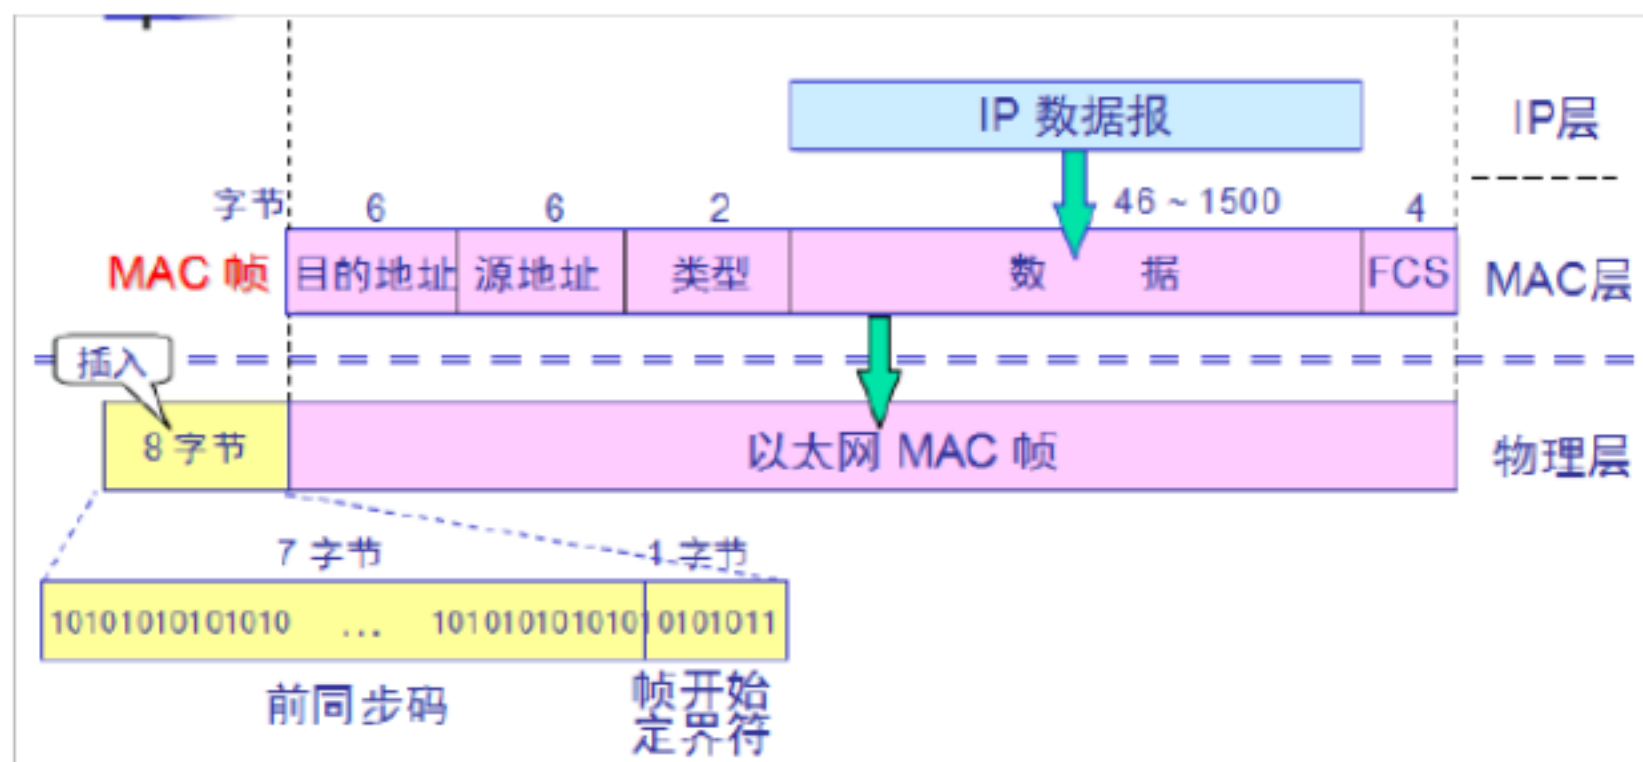 IP 数据报
IP层
字节 6 6 2 46 ~ 1500 4
MAC 帧 目的地址 源地址 类型 数 据 FCS MAC层
插入
8 字节 以太网 MAC 帧 物理层
7 字节 1 字节
10101010101010 ... 10101010101010101011
前同步码
帧开始
定界符